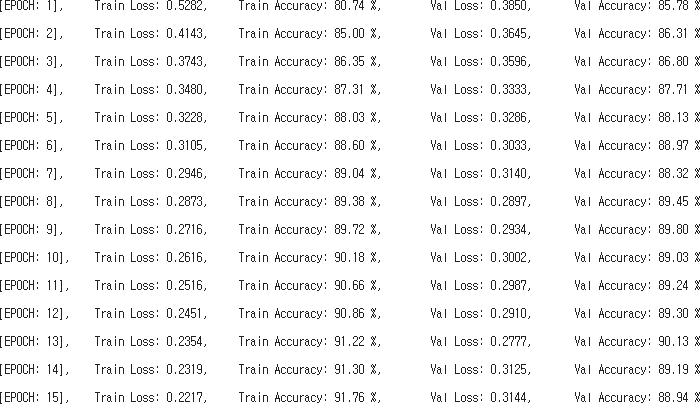 [EPOCH: 1], Train Loss: 0.5282, Train Accuracy: 80.74 %, Val Loss: 0.3850, Val Accuracy: 85.78 %
[EPOCH: 2], Train Loss: 0.4143, Train Accuracy: 85.00 %, Val Loss: 0.3645, Val Accuracy: 86.31 %
[EPOCH: 3], Train Loss: 0.3743, Train Accuracy: 86.35 %, Val Loss: 0.3596, Val Accuracy: 86.80 %
[EPOCH: 4], Train Loss: 0.3480, Train Accuracy: 87.31 %, Val Loss: 0.3333, Val Accuracy: 87.71 %
[EPOCH: 5], Train Loss: 0.3228, Train Accuracy: 88.03 %, Val Loss: 0.3286, Val Accuracy: 88.13 %
[EPOCH: 6], Train Loss: 0.3105, Train Accuracy: 88.60 %, Val Loss: 0.3033, Val Accuracy: 88.97 %
[EPOCH: 7], Train Loss: 0.2946, Train Accuracy: 89.04 %, Val Loss: 0.3140, Val Accuracy: 88.32 %
[EPOCH: 8], Train Loss: 0.2873, Train Accuracy: 89.38 %, Val Loss: 0.2897, Val Accuracy: 89.45 %
[EPOCH: 9], Train Loss: 0.2716, Train Accuracy: 89.72 %, Val Loss: 0.2934, Val Accuracy: 89.80 %
[EPOCH: 10], Train Loss: 0.2616, Train Accuracy: 90.18 %, Val Loss: 0.3002, Val Accuracy: 89.03 %
[EPOCH: 11], Train Loss: 0.2516, Train Accuracy: 90.66 %, Val Loss: 0.2987, Val Accuracy: 89.24 %
[EPOCH: 12], Train Loss: 0.2451, Train Accuracy: 90.86 %, Val Loss: 0.2910, Val Accuracy: 89.30 %
[EPOCH: 13], Train Loss: 0.2354, Train Accuracy: 91.22 %, Val Loss: 0.2777, Val Accuracy: 90.13 %
[EPOCH: 14], Train Loss: 0.2319, Train Accuracy: 91.30 %, Val Loss: 0.3125, Val Accuracy: 89.19 %
[EPOCH: 15], Train Loss: 0.2217, Train Accuracy: 91.76 %, Val Loss: 0.3144, Val Accuracy: 88.94 %